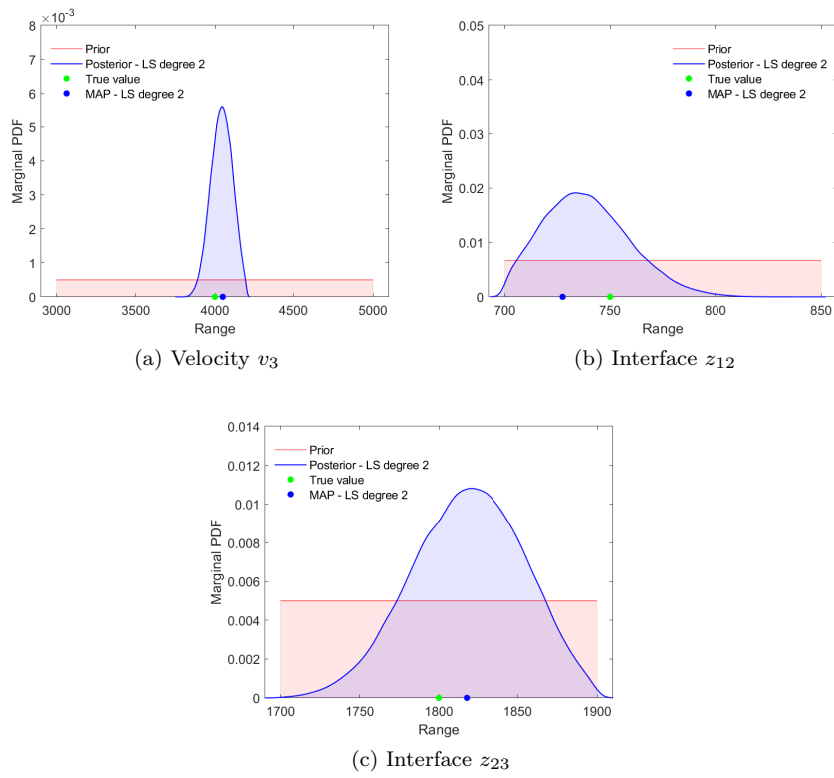 ×10⁻³
8
7
6
5
4
3
2
1
0
Marginal PDF
Prior
Posterior - LS degree 2
True value
MAP - LS degree 2
3000 3500 4000 4500 5000
Range
(a) Velocity v₃
0.05
0.04
0.03
0.02
0.01
0
Marginal PDF
Prior
Posterior - LS degree 2
True value
MAP - LS degree 2
700 750 800 850
Range
(b) Interface z₁₂
0.014
0.012
0.01
0.008
0.006
0.004
0.002
0
Marginal PDF
Prior
Posterior - LS degree 2
True value
MAP - LS degree 2
1700 1750 1800 1850 1900
Range
(c) Interface z₂₃